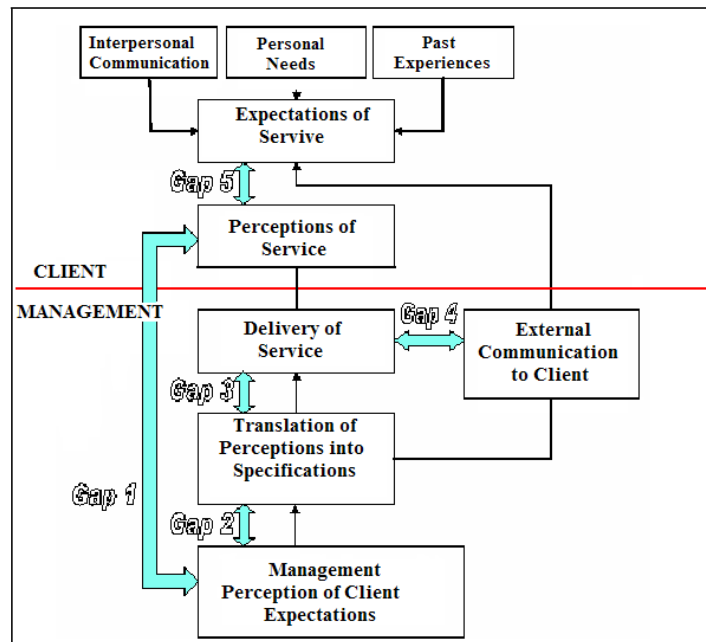 Interpersonal
Communication
Personal
Needs
Past
Experiences
Expectations of
Servive
Gap 5
Perceptions of
Service
CLIENT
MANAGEMENT
Delivery of
Service
Gap 4
External
Communication
to Client
Gap 3
Translation of
Perceptions into
Specifications
Gap 1
Gap 2
Management
Perception of Client
Expectations